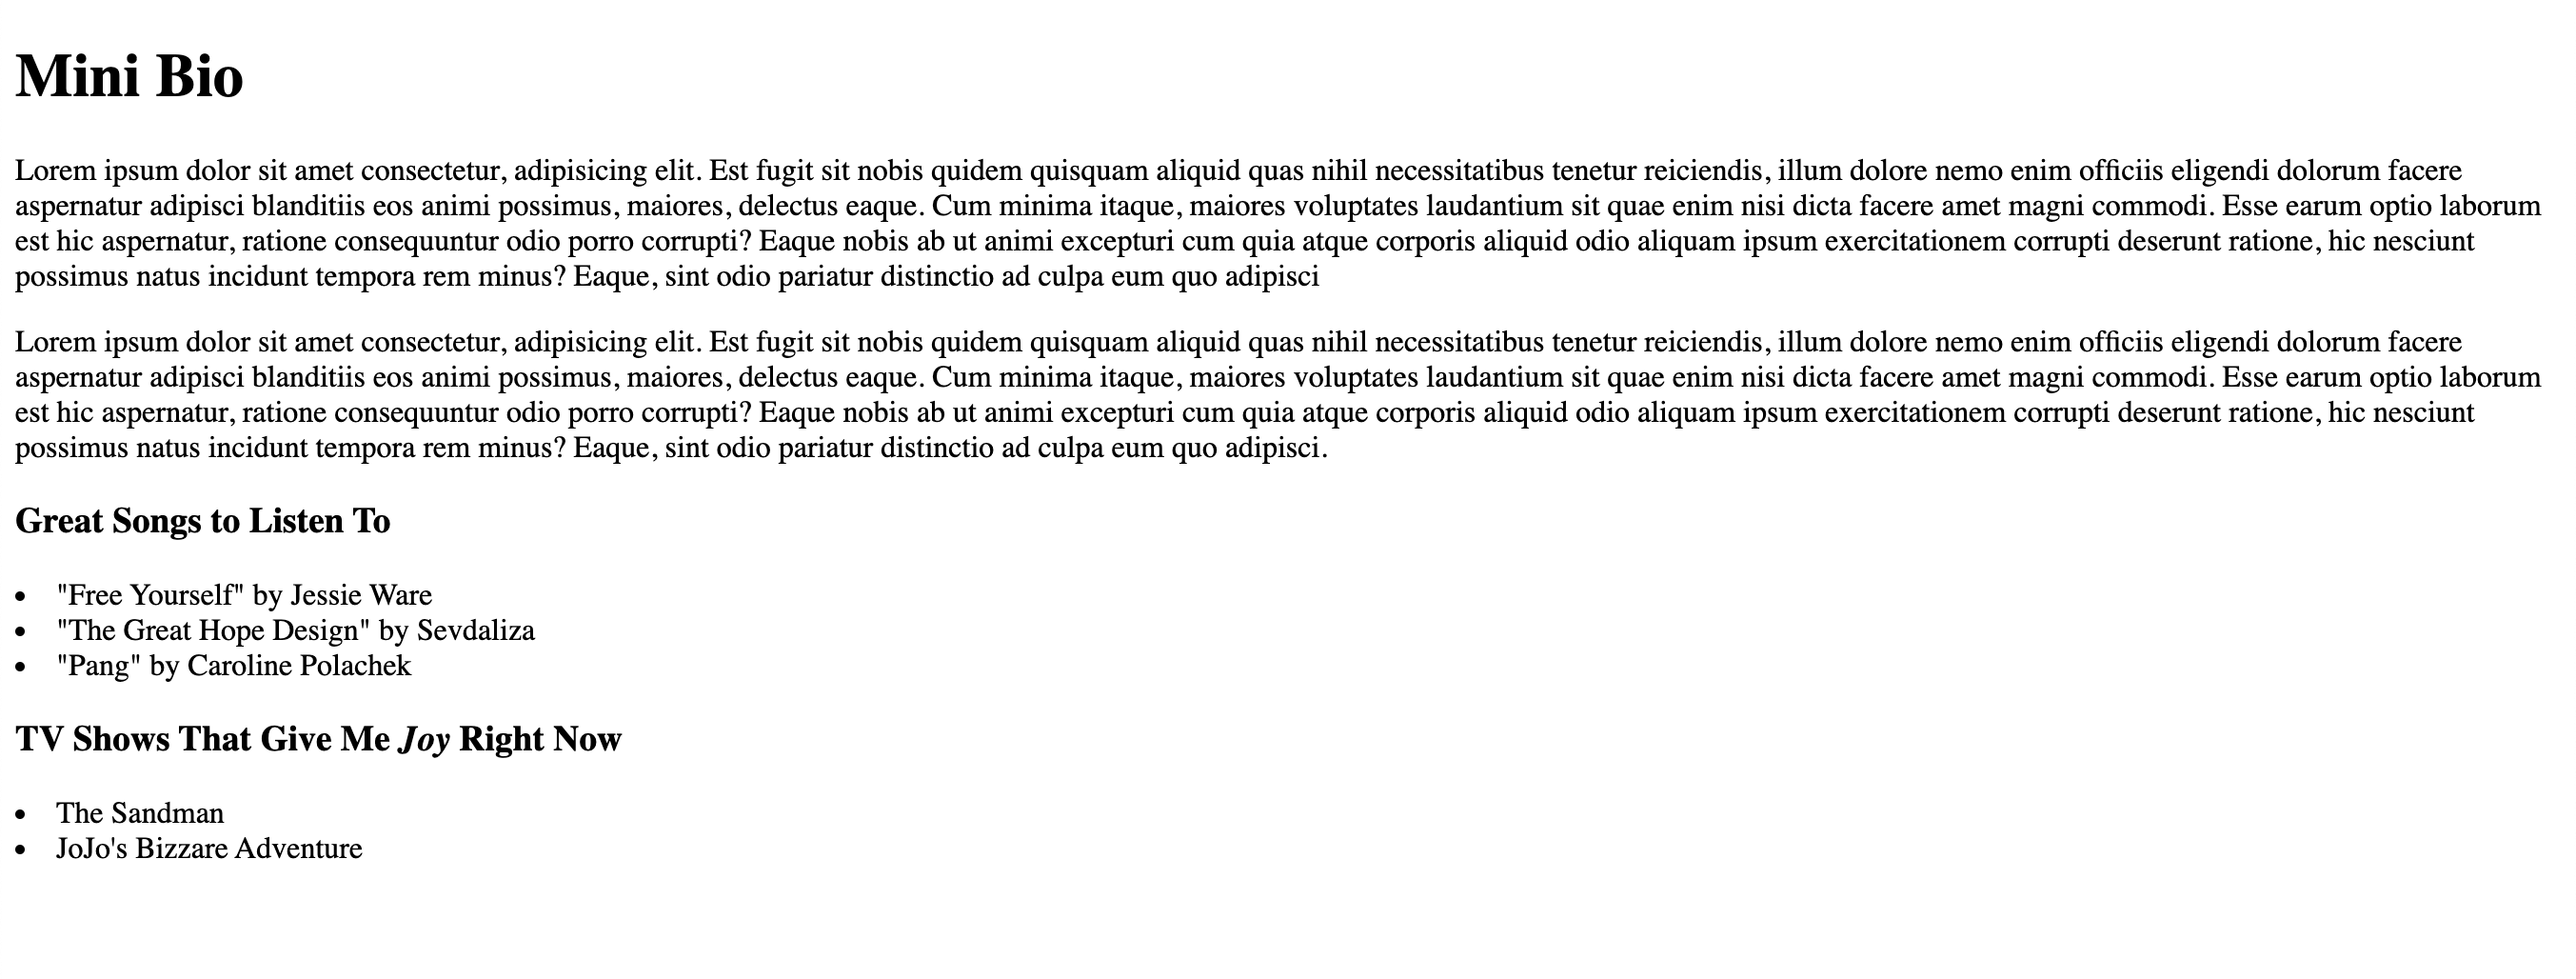 Mini Bio
Lorem ipsum dolor sit amet consectetur, adipisicing elit. Est fugit sit nobis quidem quisquam aliquid quas nihil necessitatibus tenetur reiciendis, illum dolore nemo enim officiis eligendi dolorum facere
aspernatur adipisci blanditiis eos animi possimus, maiores, delectus eaque. Cum minima itaque, maiores voluptates laudantium sit quae enim nisi dicta facere amet magni commodi. Esse earum optio laborum
est hic aspernatur, ratione consequuntur odio porro corrupti? Eaque nobis ab ut animi excepturi cum quia atque corporis aliquid odio aliquam ipsum exercitationem corrupti deserunt ratione, hic nesciunt
possimus natus incidunt tempora rem minus? Eaque, sint odio pariatur distinctio ad culpa eum quo adipisci
Lorem ipsum dolor sit amet consectetur, adipisicing elit. Est fugit sit nobis quidem quisquam aliquid quas nihil necessitatibus tenetur reiciendis, illum dolore nemo enim officiis eligendi dolorum facere
aspernatur adipisci blanditiis eos animi possimus, maiores, delectus eaque. Cum minima itaque, maiores voluptates laudantium sit quae enim nisi dicta facere amet magni commodi. Esse earum optio laborum
est hic aspernatur, ratione consequuntur odio porro corrupti? Eaque nobis ab ut animi excepturi cum quia atque corporis aliquid odio aliquam ipsum exercitationem corrupti deserunt ratione, hic nesciunt
possimus natus incidunt tempora rem minus? Eaque, sint odio pariatur distinctio ad culpa eum quo adipisci.
Great Songs to Listen To
• "Free Yourself" by Jessie Ware
• "The Great Hope Design" by Sevdaliza
• "Pang" by Caroline Polachek
TV Shows That Give Me Joy Right Now
• The Sandman
• JoJo's Bizzare Adventure